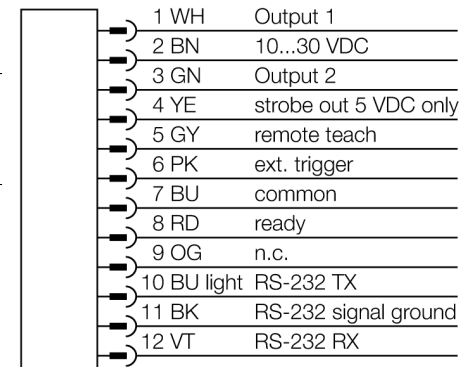 1 WH Output 1
2 BN 10...30 VDC
3 GN Output 2
4 YE strobe out 5 VDC only
5 GY remote teach
6 PK ext. trigger
7 BU common
8 RD ready
9 OG n.c.
10 BU light RS-232 TX
11 BK RS-232 signal ground
12 VT RS-232 RX